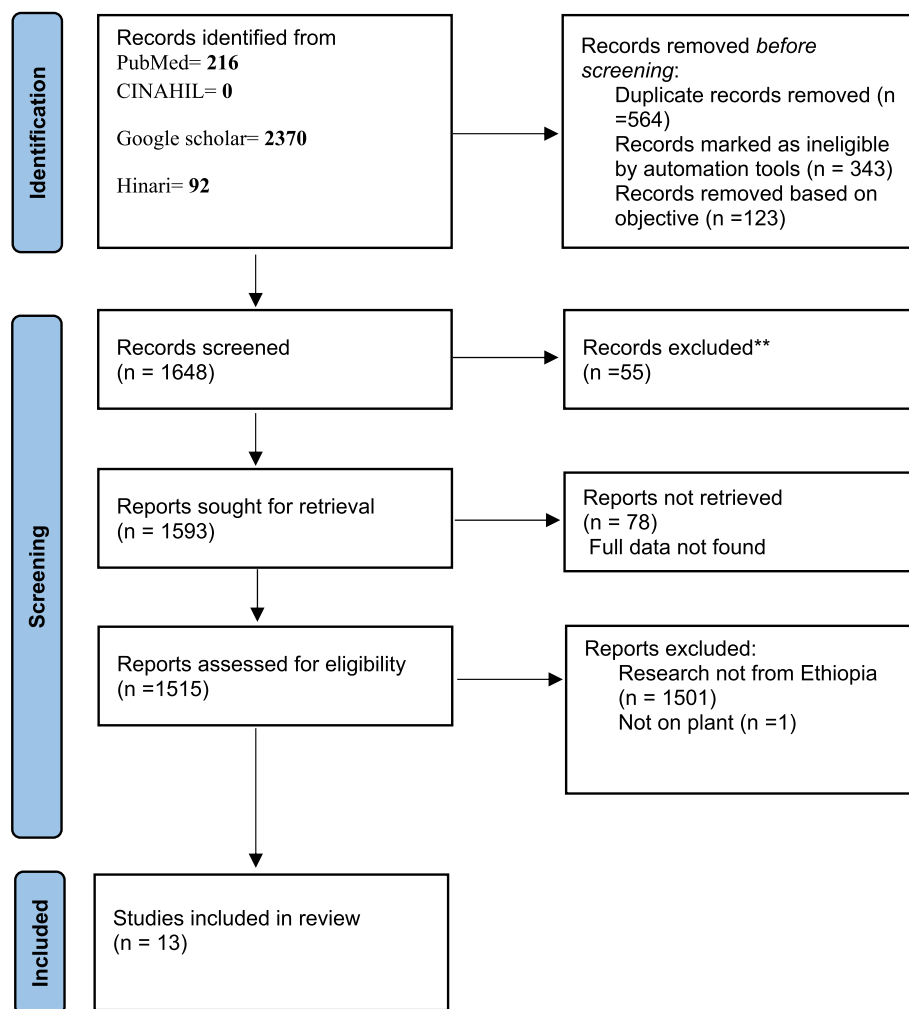 Identification
Records identified from
PubMed= 216
CINAHIL= 0
Google scholar= 2370
Hinari= 92
Records removed before
screening:
Duplicate records removed (n
=564)
Records marked as ineligible
by automation tools (n = 343)
Records removed based on
objective (n =123)
Screening
Records screened
(n = 1648)
Records excluded**
(n =55)
Reports sought for retrieval
(n = 1593)
Reports not retrieved
(n = 78)
Full data not found
Reports assessed for eligibility
(n =1515)
Reports excluded:
Research not from Ethiopia
(n = 1501)
Not on plant (n =1)
Included
Studies included in review
(n = 13)